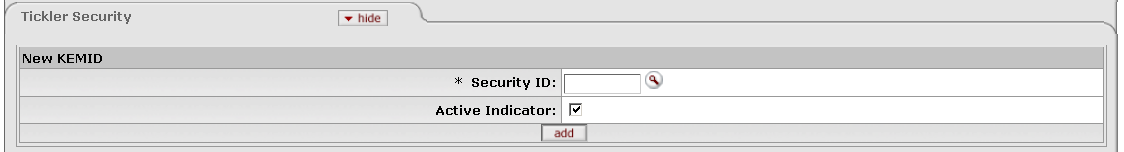 Tickler Security
hide
New KEMID
* Security ID:
Active Indicator:
add